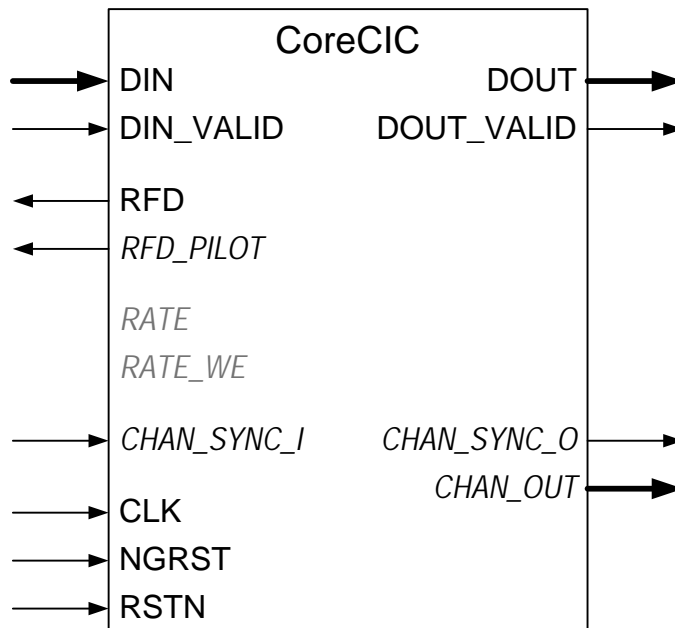 CoreCIC
DIN DOUT
DIN_VALID DOUT_VALID
RFD
RFD_PILOT
RATE
RATE_WE
CHAN_SYNC_I CHAN_SYNC_O
CHAN_OUT
CLK
NGRST
RSTN